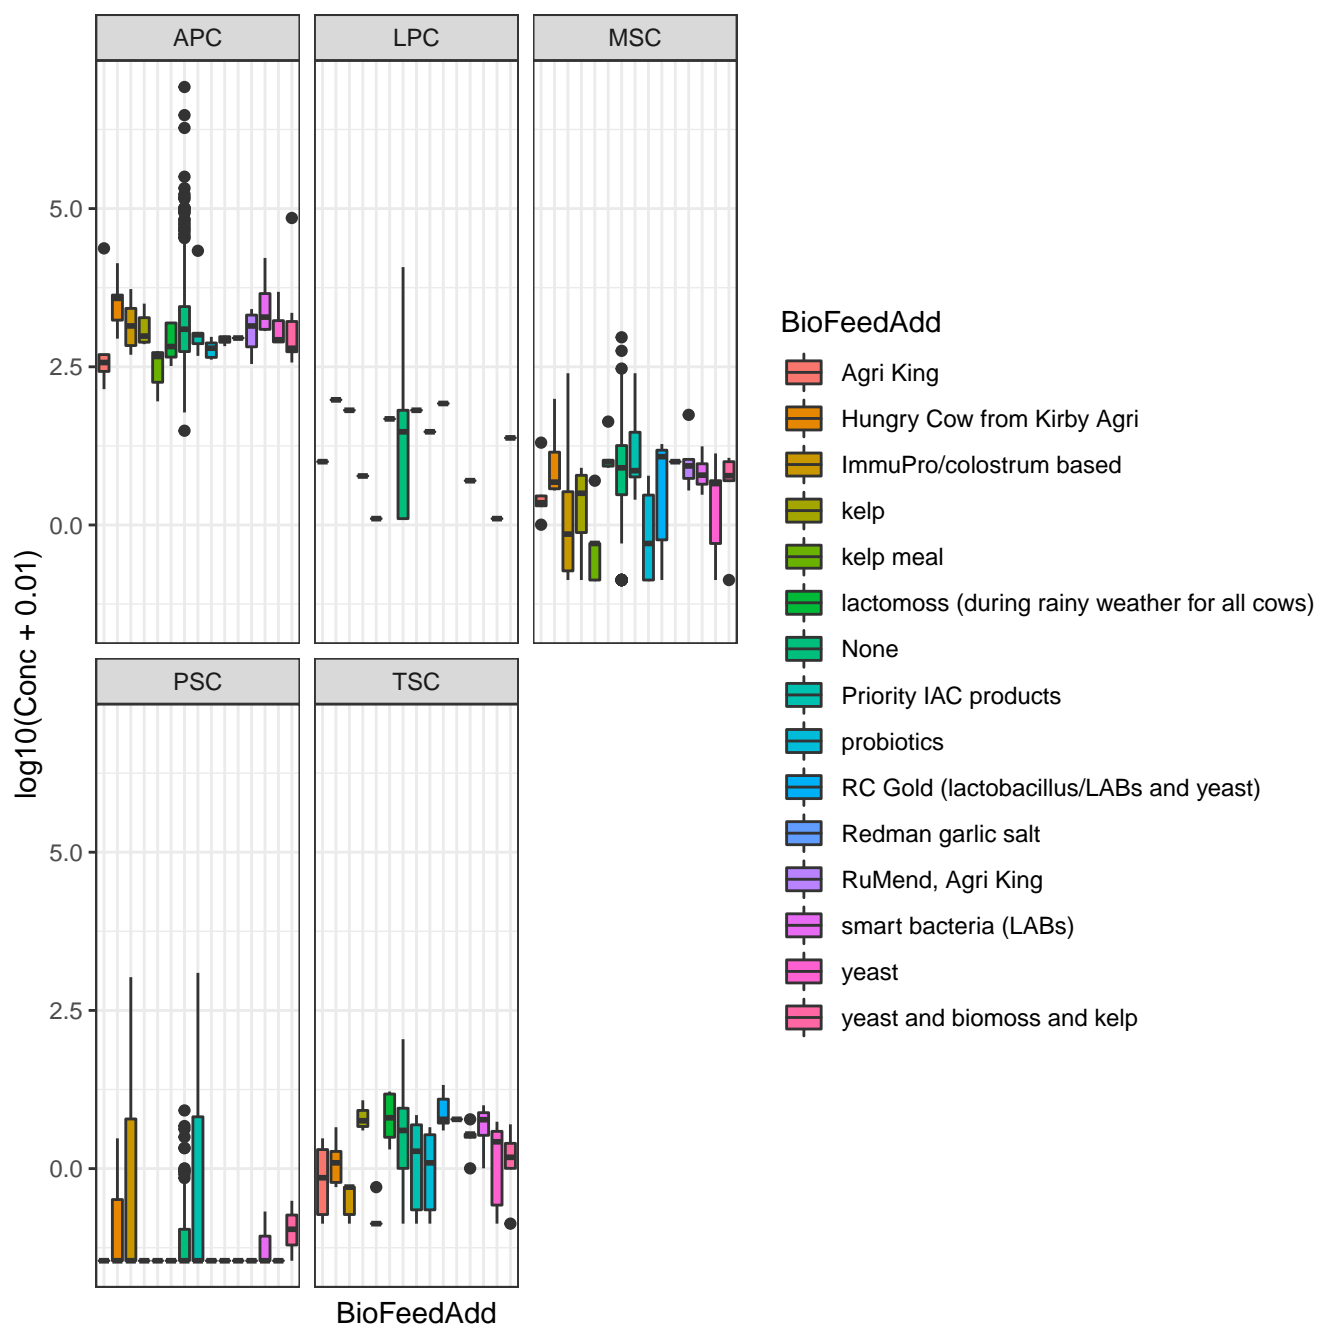 APC
LPC
MSC
5.0
2.5
0.0
PSC
TSC
5.0
2.5
0.0
log10(Conc + 0.01)
BioFeedAdd
BioFeedAdd
Agri King
Hungry Cow from Kirby Agri
ImmuPro/colostrum based
kelp
kelp meal
lactomoss (during rainy weather for all cows)
None
Priority IAC products
probiotics
RC Gold (lactobacillus/LABs and yeast)
Redman garlic salt
RuMend, Agri King
smart bacteria (LABs)
yeast
yeast and biomoss and kelp